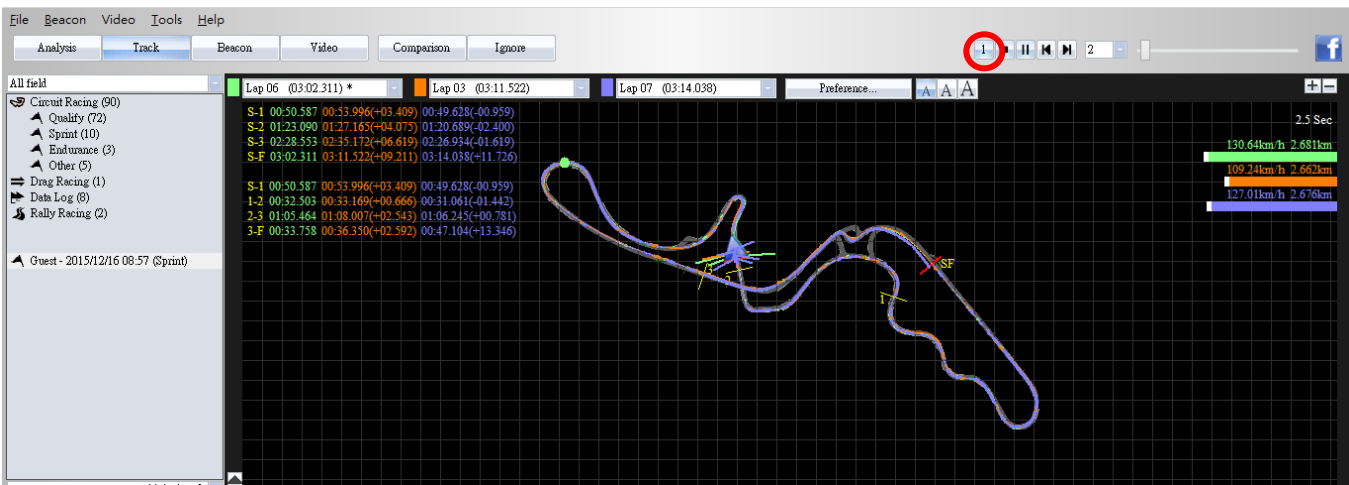 File Beacon Video Tools Help
Analysis Track Beacon Video Comparison Ignore 1 2 f
All field
Circuit Racing (90)
Qualify (72)
Sprint (10)
Endurance (3)
Other (5)
Drag Racing (1)
Data Log (8)
Rally Racing (2)
Guest - 2015/12/16 08:57 (Sprint)
Lap 06 (03:02.311) * Lap 03 (03:11.522) Lap 07 (03:14.038) Preference... A A A
S-1 00:50.587 00:53.996(+03.409) 00:49.628(-00.959)
S-2 01:23.090 01:27.165(+04.075) 01:20.689(-02.400)
S-3 02:28.553 02:35.172(+06.619) 02:26.934(-01.619)
S-F 03:02.311 03:11.522(+09.211) 03:14.038(+11.726)
S-1 00:50.587 00:53.996(+03.409) 00:49.628(-00.959)
1-2 00:32.503 00:33.169(+00.666) 00:31.061(-01.442)
2-3 01:05.464 01:08.007(+02.543) 01:06.245(+00.781)
3-F 00:33.758 00:36.350(+02.592) 00:47.104(+13.346)
2.5 Sec
130.64km/h 2.681km
109.24km/h 2.662km
127.01km/h 2.676km
SF
3
2
1